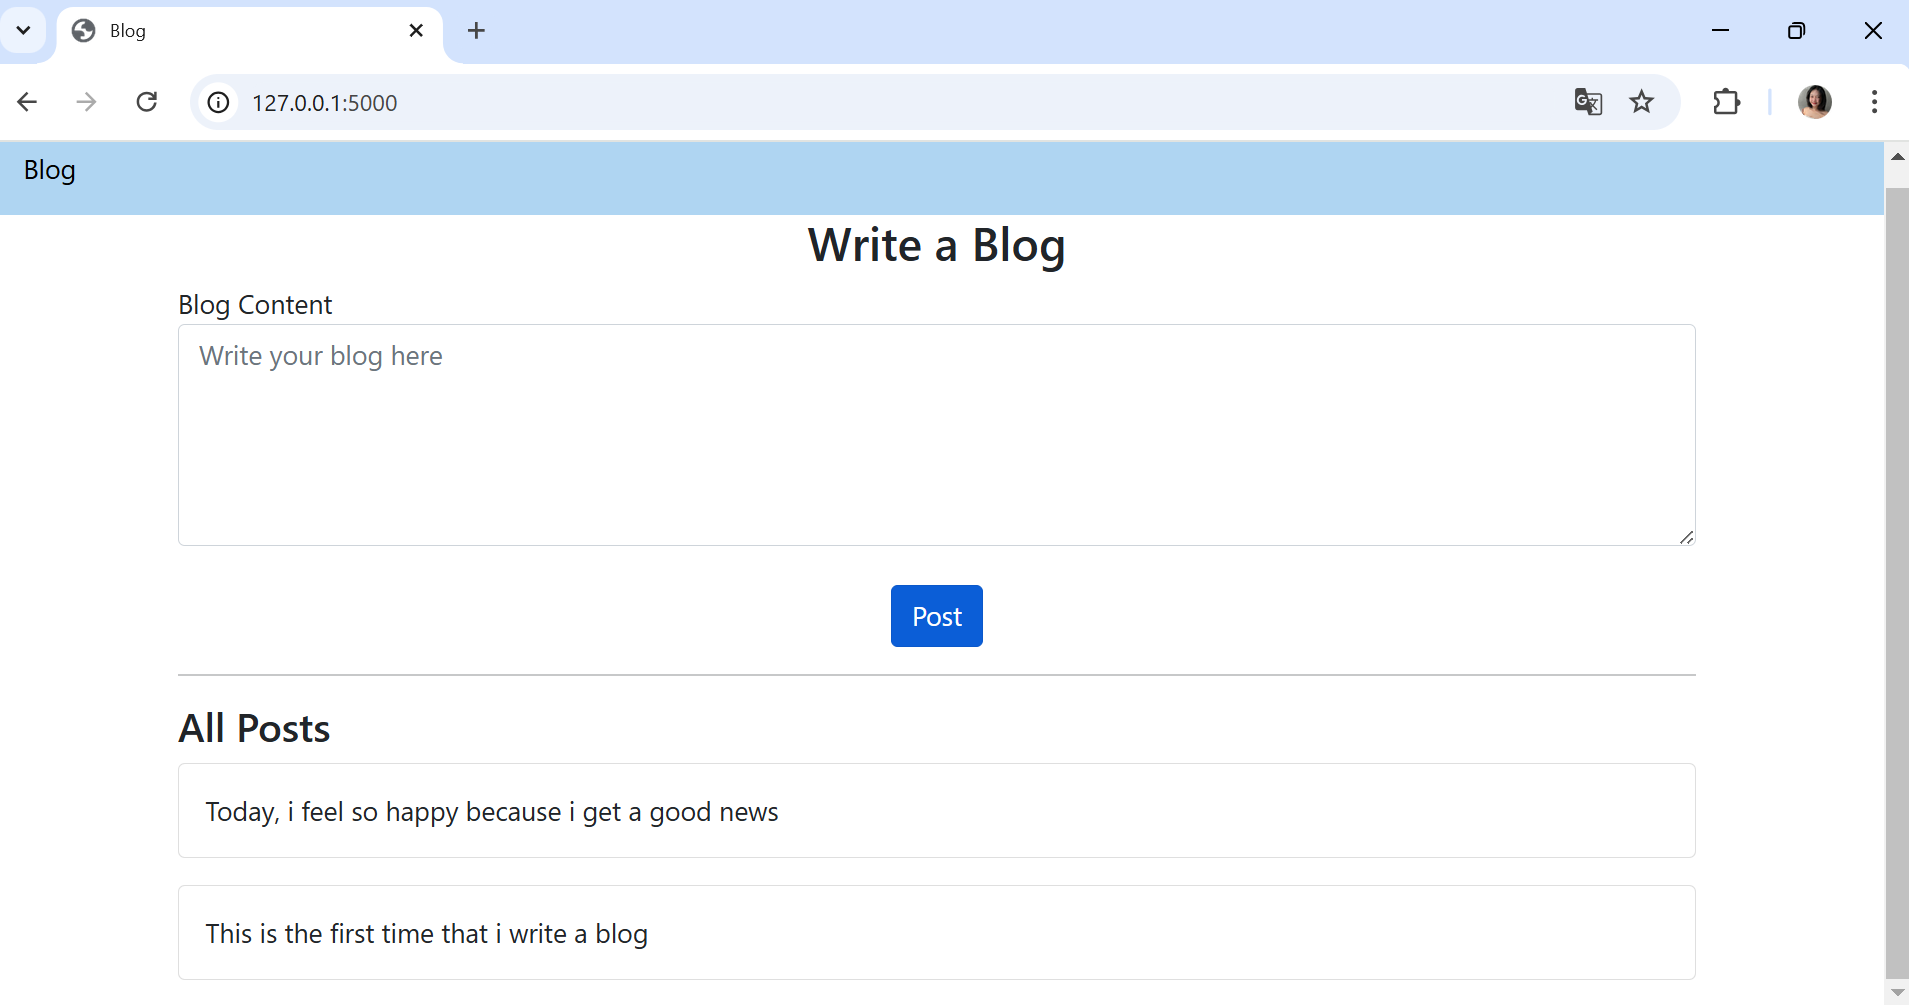 Blog
127.0.0.1:5000
Blog
Write a Blog
Blog Content
Write your blog here
Post
All Posts
Today, i feel so happy because i get a good news
This is the first time that i write a blog